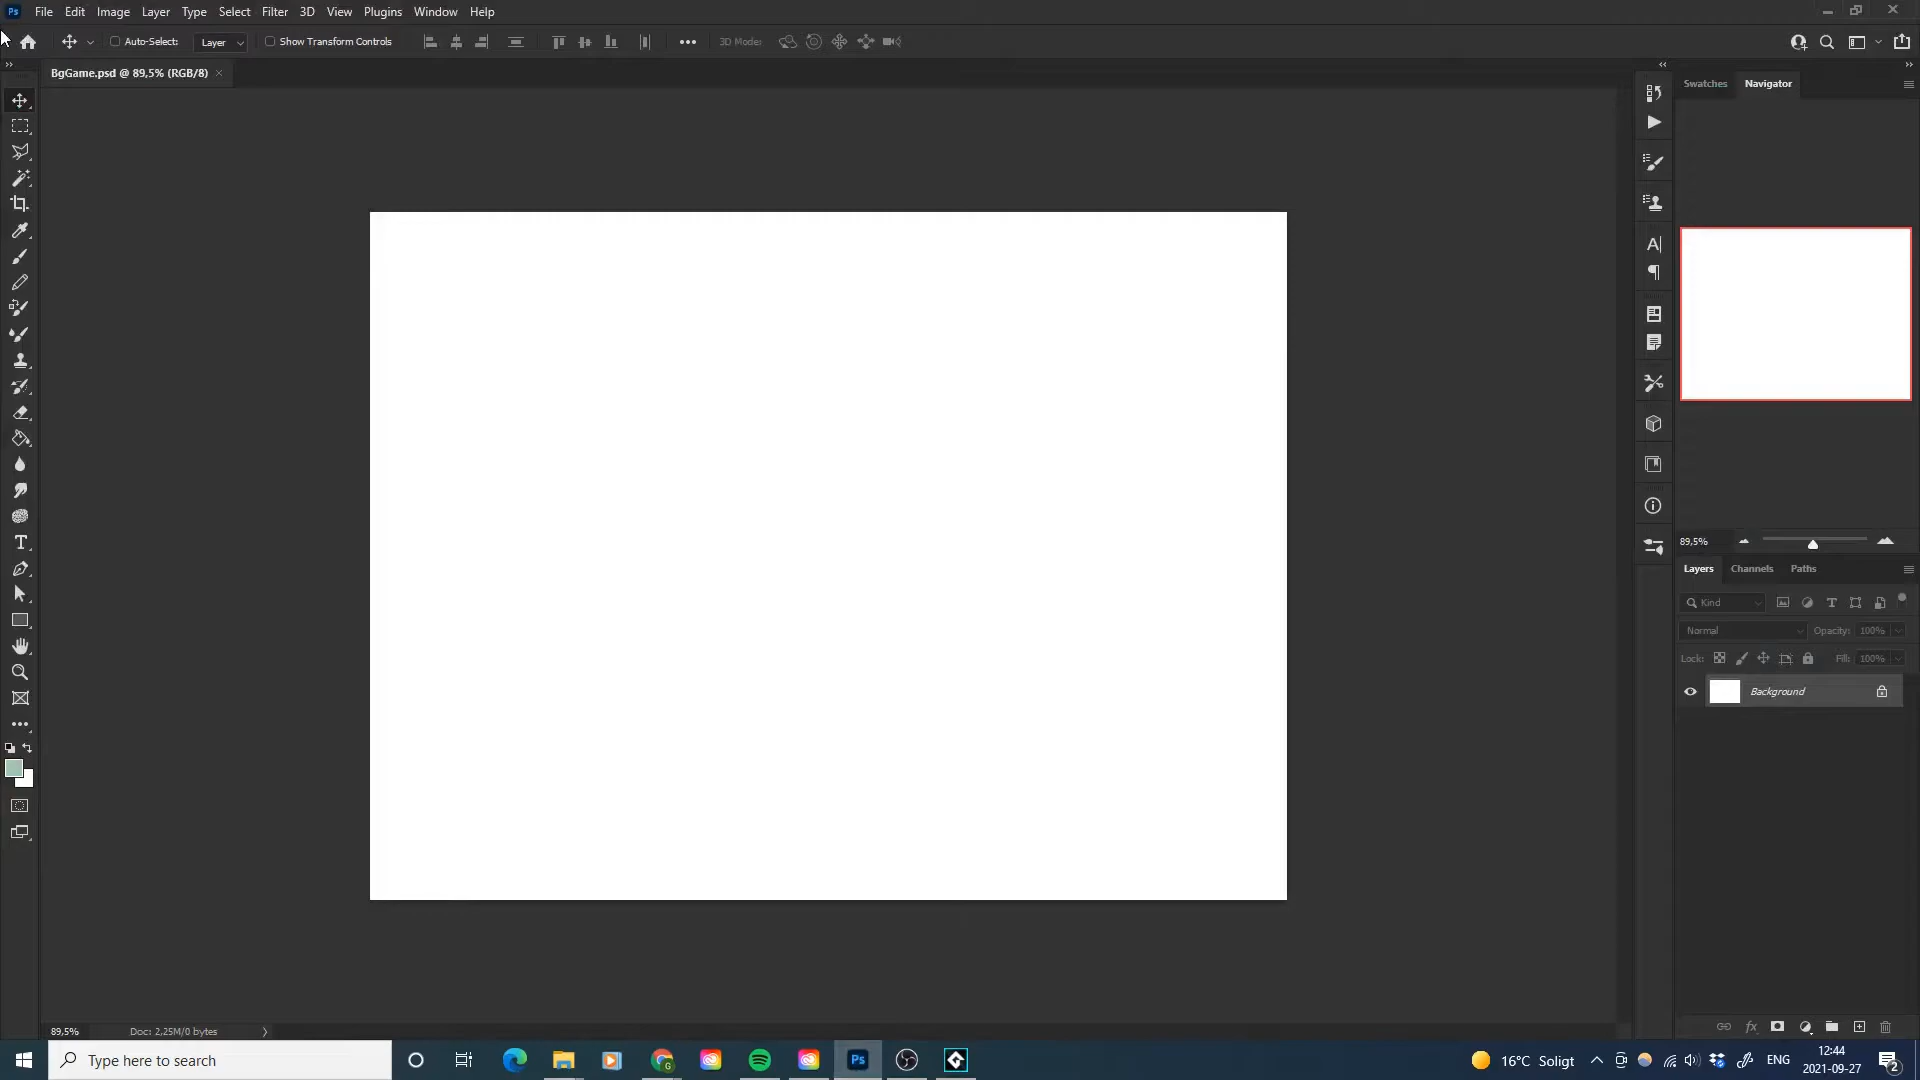 Ps File Edit Image Layer Type Select Filter 3D View Plugins Window Help
Auto-Select: Layer Show Transform Controls 3D Mode:
BgGame.psd @ 89,5% (RGB/8)
Swatches Navigator
89,5%
Layers Channels Paths
Kind
Normal Opacity: 100%
Lock: Fill: 100%
Background
89,5% Doc: 2,25M/0 bytes
Type here to search
Ps
16°C Soligt
ENG
12:44
2021-09-27
2